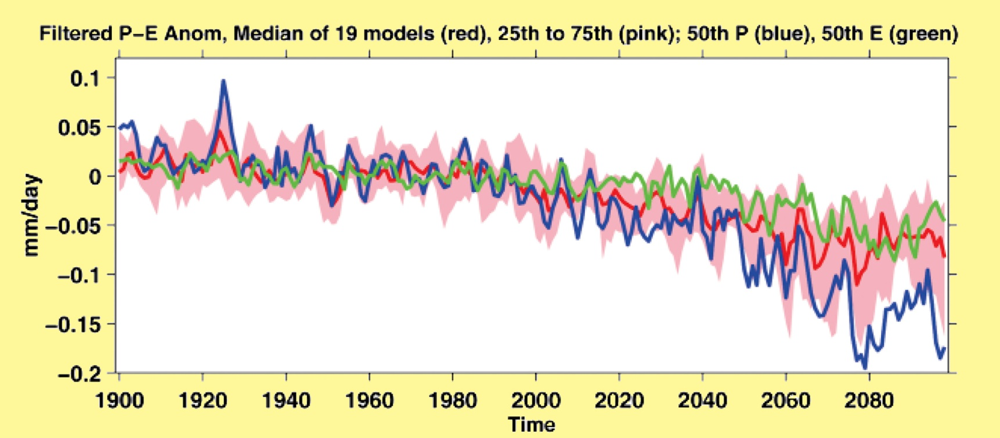 Filtered P−E Anom, Median of 19 models (red), 25th to 75th (pink); 50th P (blue), 50th E (green)
0.1
0.05
0
−0.05
−0.1
−0.15
−0.2
mm/day
1900 1920 1940 1960 1980 2000 2020 2040 2060 2080
Time